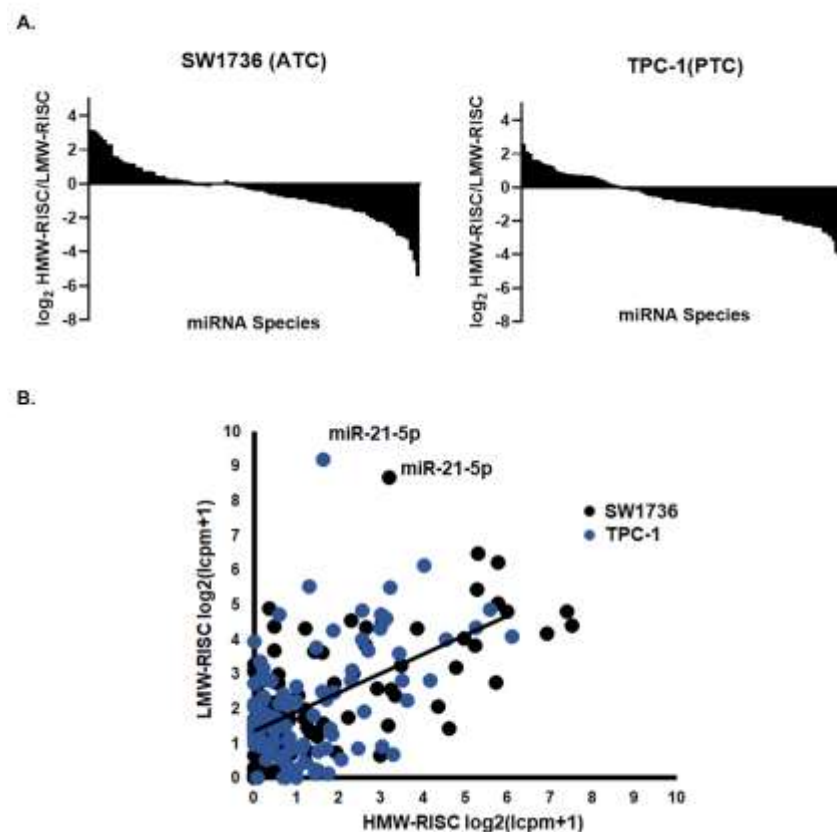 A.
SW1736 (ATC)
TPC-1(PTC)
log2 HMW-RISC/LMW-RISC
4
2
0
-2
-4
-6
-8
miRNA Species
log2 HMW-RISC/LMW-RISC
4
2
0
-2
-4
-6
-8
miRNA Species
B.
LMW-RISC log2(lcpm+1)
10
9
8
7
6
5
4
3
2
1
0
miR-21-5p
miR-21-5p
SW1736
TPC-1
0 1 2 3 4 5 6 7 8 9 10
HMW-RISC log2(lcpm+1)